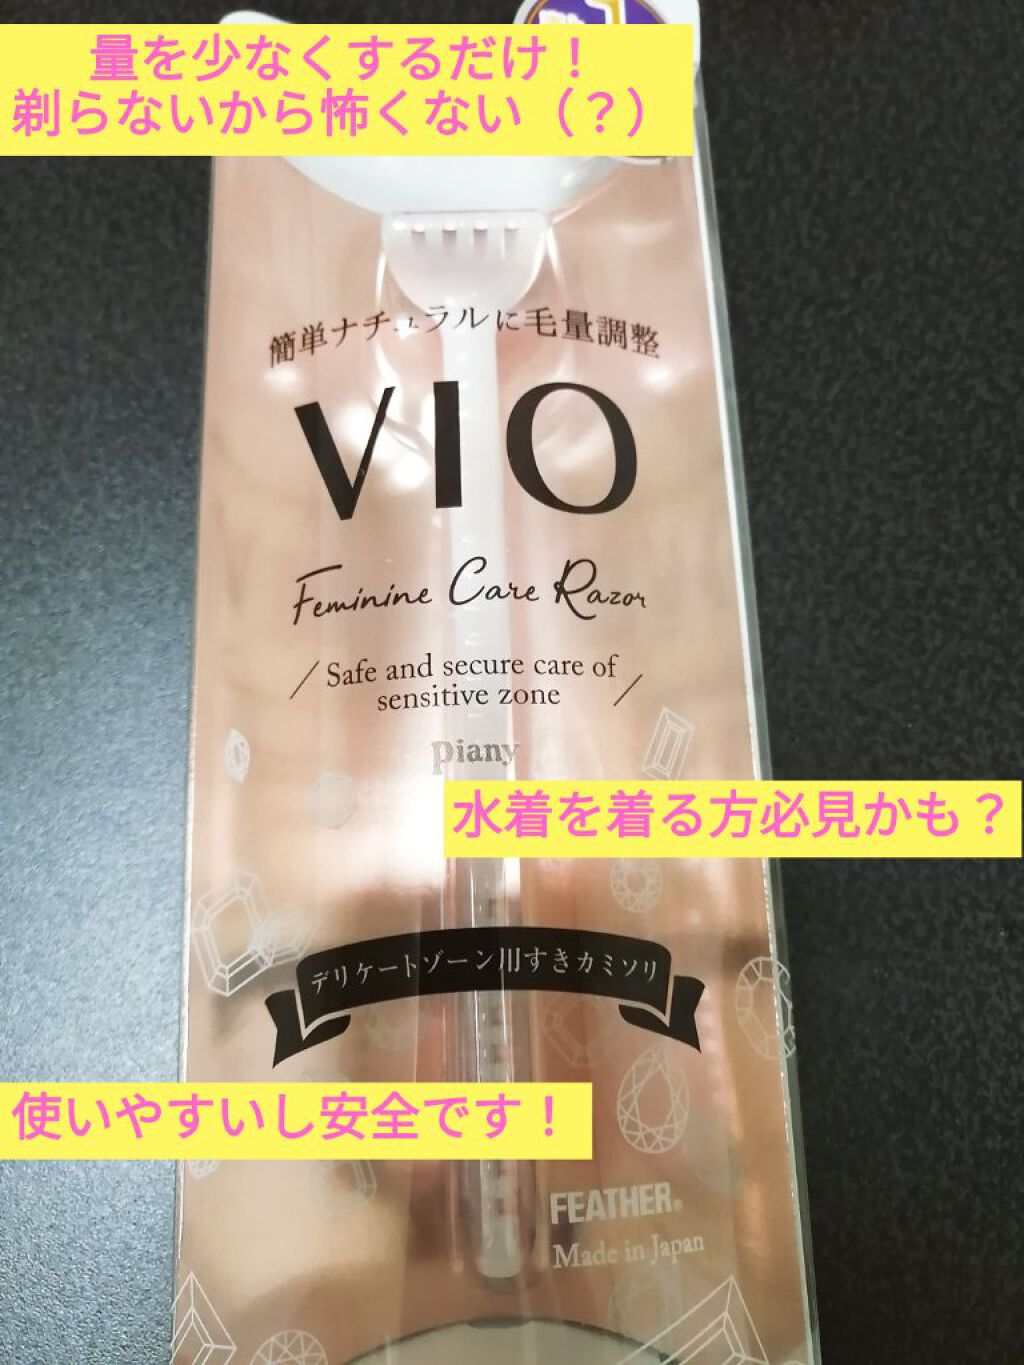 量を少なくするだけ！
剃らないから怖くない（？）
簡単ナチュラルに毛量調整
VIO
Feminine Care Razor
Safe and secure care of
sensitive zone
piany
水着を着る方必見かも？
デリケートゾーン用すきカミソリ
使いやすいし安全です！
FEATHER®
Made in Japan